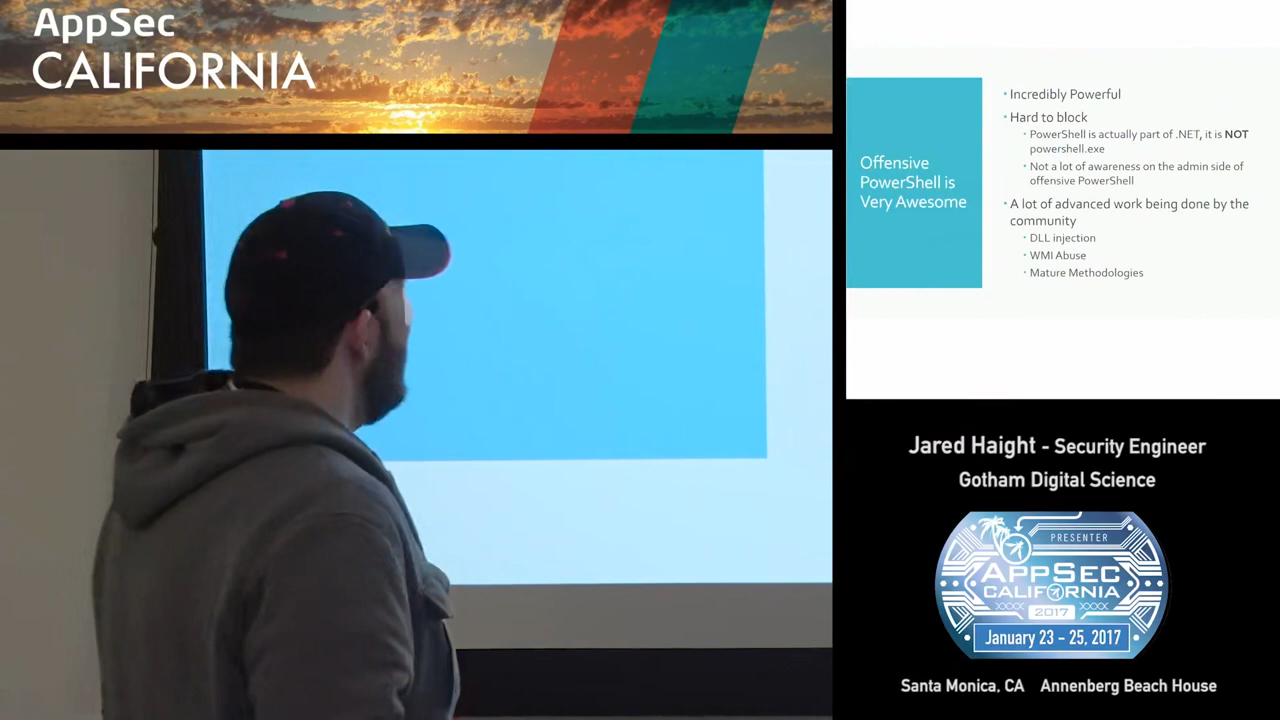 AppSec
CALIFORNIA
Offensive
PowerShell is
Very Awesome
• Incredibly Powerful
• Hard to block
• PowerShell is actually part of .NET, it is NOT
powershell.exe
• Not a lot of awareness on the admin side of
offensive PowerShell
• A lot of advanced work being done by the
community
• DLL injection
• WMI Abuse
• Mature Methodologies
Jared Haight - Security Engineer
Gotham Digital Science
PRESENTER
APPSEC
CALIFORNIA
XXXX 2017 XXXX
January 23 - 25, 2017
Santa Monica, CA Annenberg Beach House